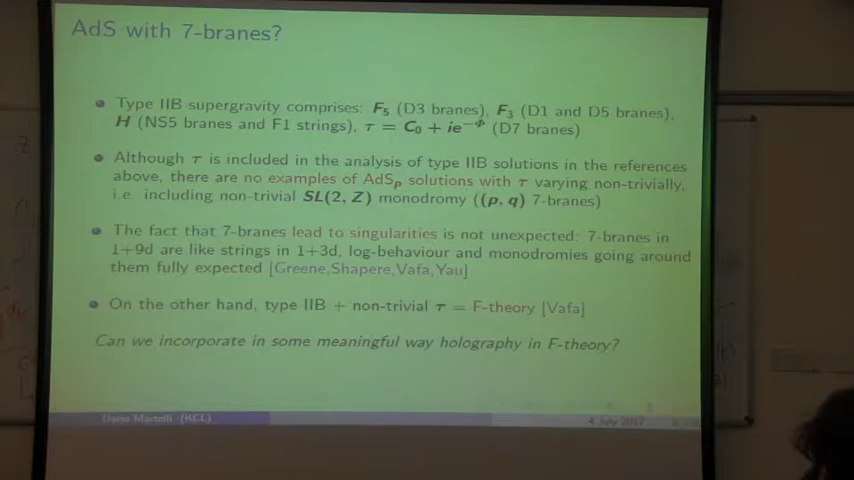 AdS with 7-branes?
Type IIB supergravity comprises: F₅ (D3 branes), F₃ (D1 and D5 branes),
H (NS5 branes and F1 strings), τ = C₀ + ie^−Φ (D7 branes)
Although τ is included in the analysis of type IIB solutions in the references
above, there are no examples of AdSₚ solutions with τ varying non-trivially,
i.e. including non-trivial SL(2, Z) monodromy ((p, q) 7-branes)
The fact that 7-branes lead to singularities is not unexpected: 7-branes in
1+9d are like strings in 1+3d, log-behaviour and monodromies going around
them fully expected [Greene,Shapere,Vafa,Yau]
On the other hand, type IIB + non-trivial τ = F-theory [Vafa]
Can we incorporate in some meaningful way holography in F-theory?
Dario Martelli (KCL)
4 July 2017